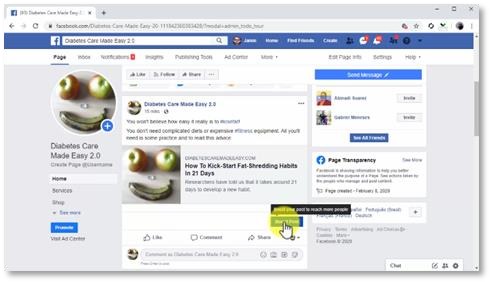 Diabetes Care Made Easy 2.0
facebook.com/Diabetes-Care-Made-Easy-20-111842360383428/?modal=admin_todo_tour
Diabetes Care Made Easy 2.0
Jamie Home Find Friends Create
Page Inbox Notifications Insights Publishing Tools Ad Center More Edit Page Info Settings Help
Like Follow Share
Send Message
Diabetes Care Made Easy 2.0
15 mins
You won't believe how easy it really is to
You don't need complicated diets or expensive #fitness equipment. All you'll
need is some practice and to read this advice.
DIABETESCAREMADEEASY.COM
How To Kick-Start Fat-Shredding Habits
In 21 Days
Researchers have told us that it takes around 21
days to develop a new habit.
Boost your post to reach more people
Boost Post
Like Comment Share
Comment as Diabetes Care Made Easy 2.0
Press Enter to post.
Diabetes Care
Made Easy 2.0
Create Page @Username
Home
Services
Shop
See more
Promote
Visit Ad Center
Abinadi Suarez Invite
Gabriel Meneses Invite
See All Friends
Page Transparency See More
Facebook is showing information to help you better
understand the purpose of a Page. See actions taken by
the people who manage and post content.
Page created - February 8, 2020
Português (Brasil)
Français (France) Deutsch
Privacy Terms Advertising Ad Choices
Cookies More
Facebook © 2020
Chat